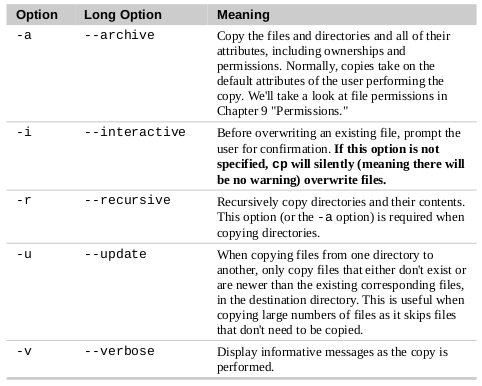 Option Long Option Meaning
-a --archive Copy the files and directories and all of their
attributes, including ownerships and
permissions. Normally, copies take on the
default attributes of the user performing the
copy. We'll take a look at file permissions in
Chapter 9 "Permissions."
-i --interactive Before overwriting an existing file, prompt the
user for confirmation. If this option is not
specified, cp will silently (meaning there will
be no warning) overwrite files.
-r --recursive Recursively copy directories and their contents.
This option (or the -a option) is required when
copying directories.
-u --update When copying files from one directory to
another, only copy files that either don't exist or
are newer than the existing corresponding files,
in the destination directory. This is useful when
copying large numbers of files as it skips files
that don't need to be copied.
-v --verbose Display informative messages as the copy is
performed.